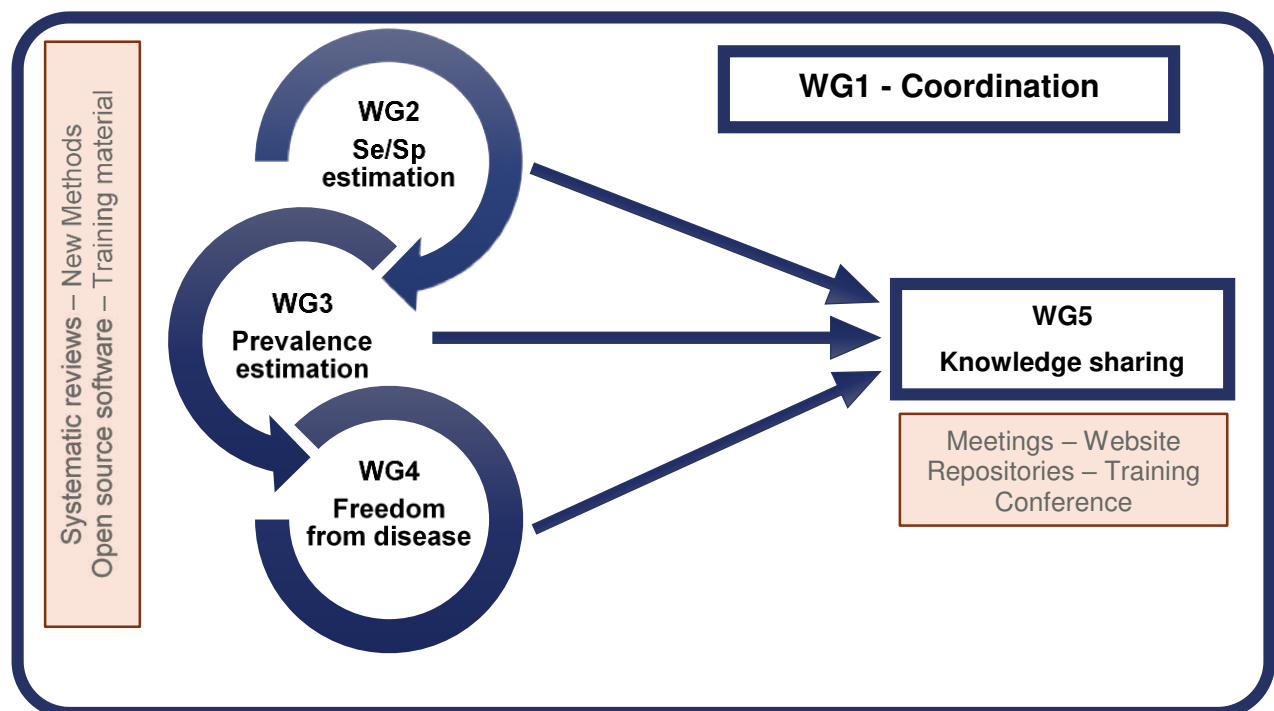 Systematic reviews – New Methods
Open source software – Training material
WG2
Se/Sp
estimation
WG3
Prevalence
estimation
WG4
Freedom
from disease
WG1 - Coordination
WG5
Knowledge sharing
Meetings – Website
Repositories – Training
Conference